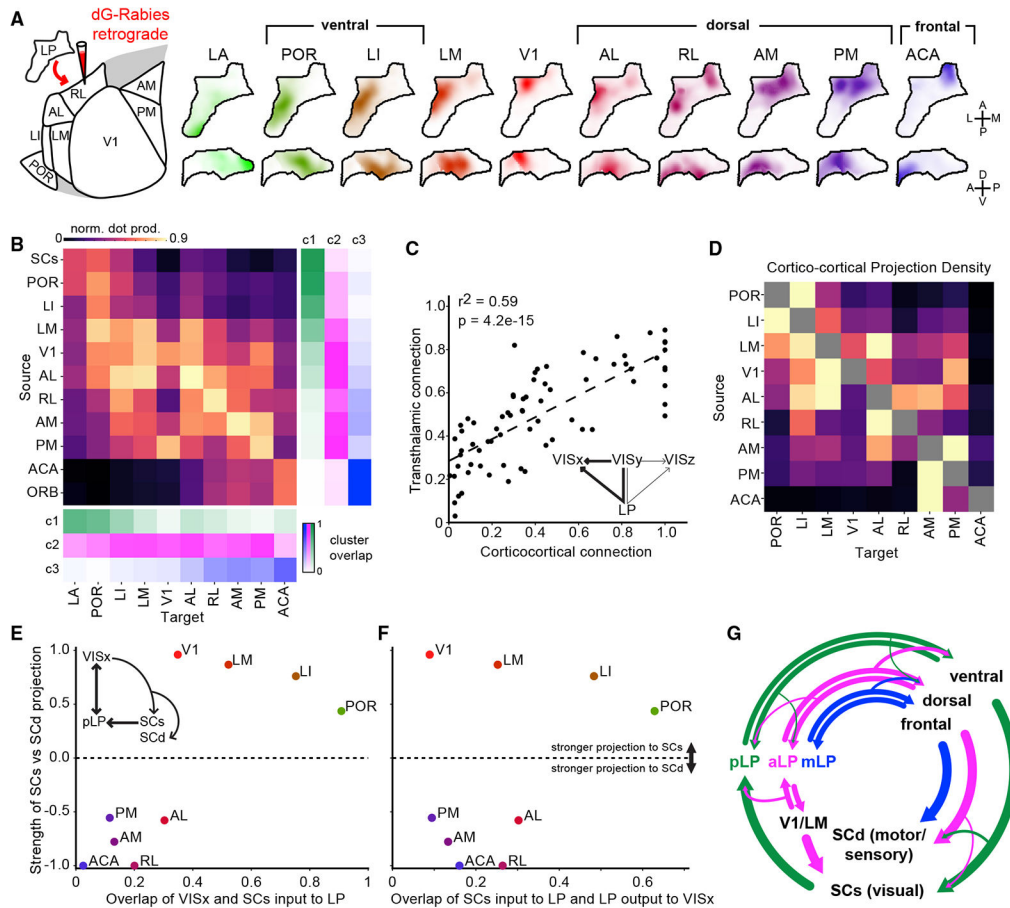 A
dG-Rabies
retrograde
LP
RL
AL
AM
PM
LI
LM
V1
POR
ventral
dorsal
frontal
LA POR LI LM V1 AL RL AM PM ACA
A
L M
P
D
A P
V
B
norm. dot prod.
0 0.9
c1 c2 c3
Source
SCs
POR
LI
LM
V1
AL
RL
AM
PM
ACA
ORB
c1
c2
c3
LA POR LI LM V1 AL RL AM PM ACA
Target
1
cluster
overlap
0
C
r2 = 0.59
p = 4.2e-15
Transthalamic connection
1.0
0.8
0.6
0.4
0.2
0
VISx VISy VISz
LP
0 0.2 0.4 0.6 0.8 1.0
Corticocortical connection
D
Cortico-cortical Projection Density
Source
POR
LI
LM
V1
AL
RL
AM
PM
ACA
POR LI LM V1 AL RL AM PM ACA
Target
E
Strength of SCs vs SCd projection
1.0
0.5
0.0
-0.5
-1.0
VISx
pLP
SCs
SCd
V1
LM
LI
POR
PM
AL
AM
ACA
RL
0 0.2 0.4 0.6 0.8 1
Overlap of VISx and SCs input to LP
F
V1
LM
LI
POR
stronger projection to SCs
stronger projection to SCd
PM
AL
AM
ACA
RL
0 0.2 0.4 0.6
Overlap of SCs input to LP and LP output to VISx
G
ventral
dorsal
frontal
pLP aLP mLP
V1/LM
SCd (motor/
sensory)
SCs (visual)